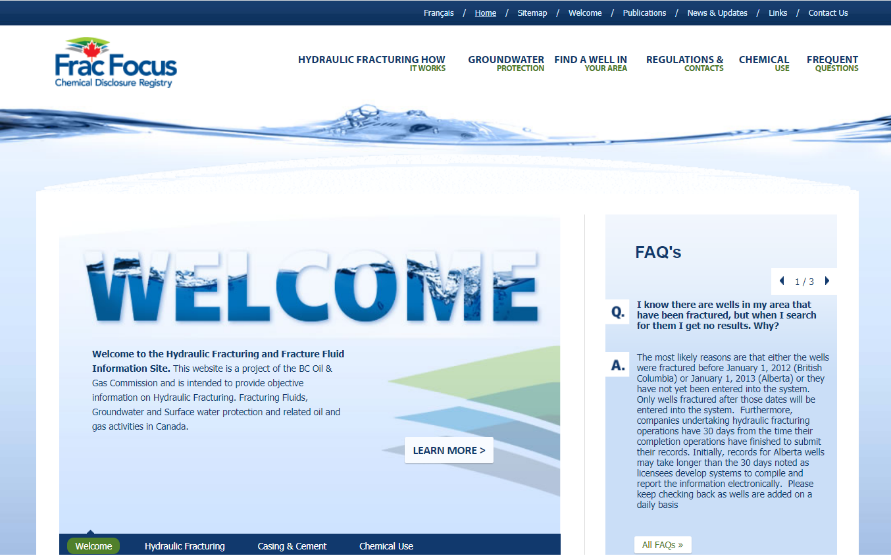 Français / Home / Sitemap / Welcome / Publications / News & Updates / Links / Contact Us
Frac Focus
Chemical Disclosure Registry
HYDRAULIC FRACTURING HOW
IT WORKS
GROUNDWATER
PROTECTION
FIND A WELL IN
YOUR AREA
REGULATIONS &
CONTACTS
CHEMICAL
USE
FREQUENT
QUESTIONS
WELCOME
Welcome to the Hydraulic Fracturing and Fracture Fluid
Information Site. This website is a project of the BC Oil &
Gas Commission and is intended to provide objective
information on Hydraulic Fracturing. Fracturing Fluids,
Groundwater and Surface water protection and related oil and
gas activities in Canada.
LEARN MORE >
Welcome Hydraulic Fracturing Casing & Cement Chemical Use
FAQ's
1 / 3
Q. I know there are wells in my area that
have been fractured, but when I search
for them I get no results. Why?
A. The most likely reasons are that either the wells
were fractured before January 1, 2012 (British
Columbia) or January 1, 2013 (Alberta) or they
have not yet been entered into the system.
Only wells fractured after those dates will be
entered into the system. Furthermore,
companies undertaking hydraulic fracturing
operations have 30 days from the time their
completion operations have finished to submit
their records. Initially, records for Alberta wells
may take longer than the 30 days noted as
licensees develop systems to compile and
report the information electronically. Please
keep checking back as wells are added on a
daily basis
All FAQs »